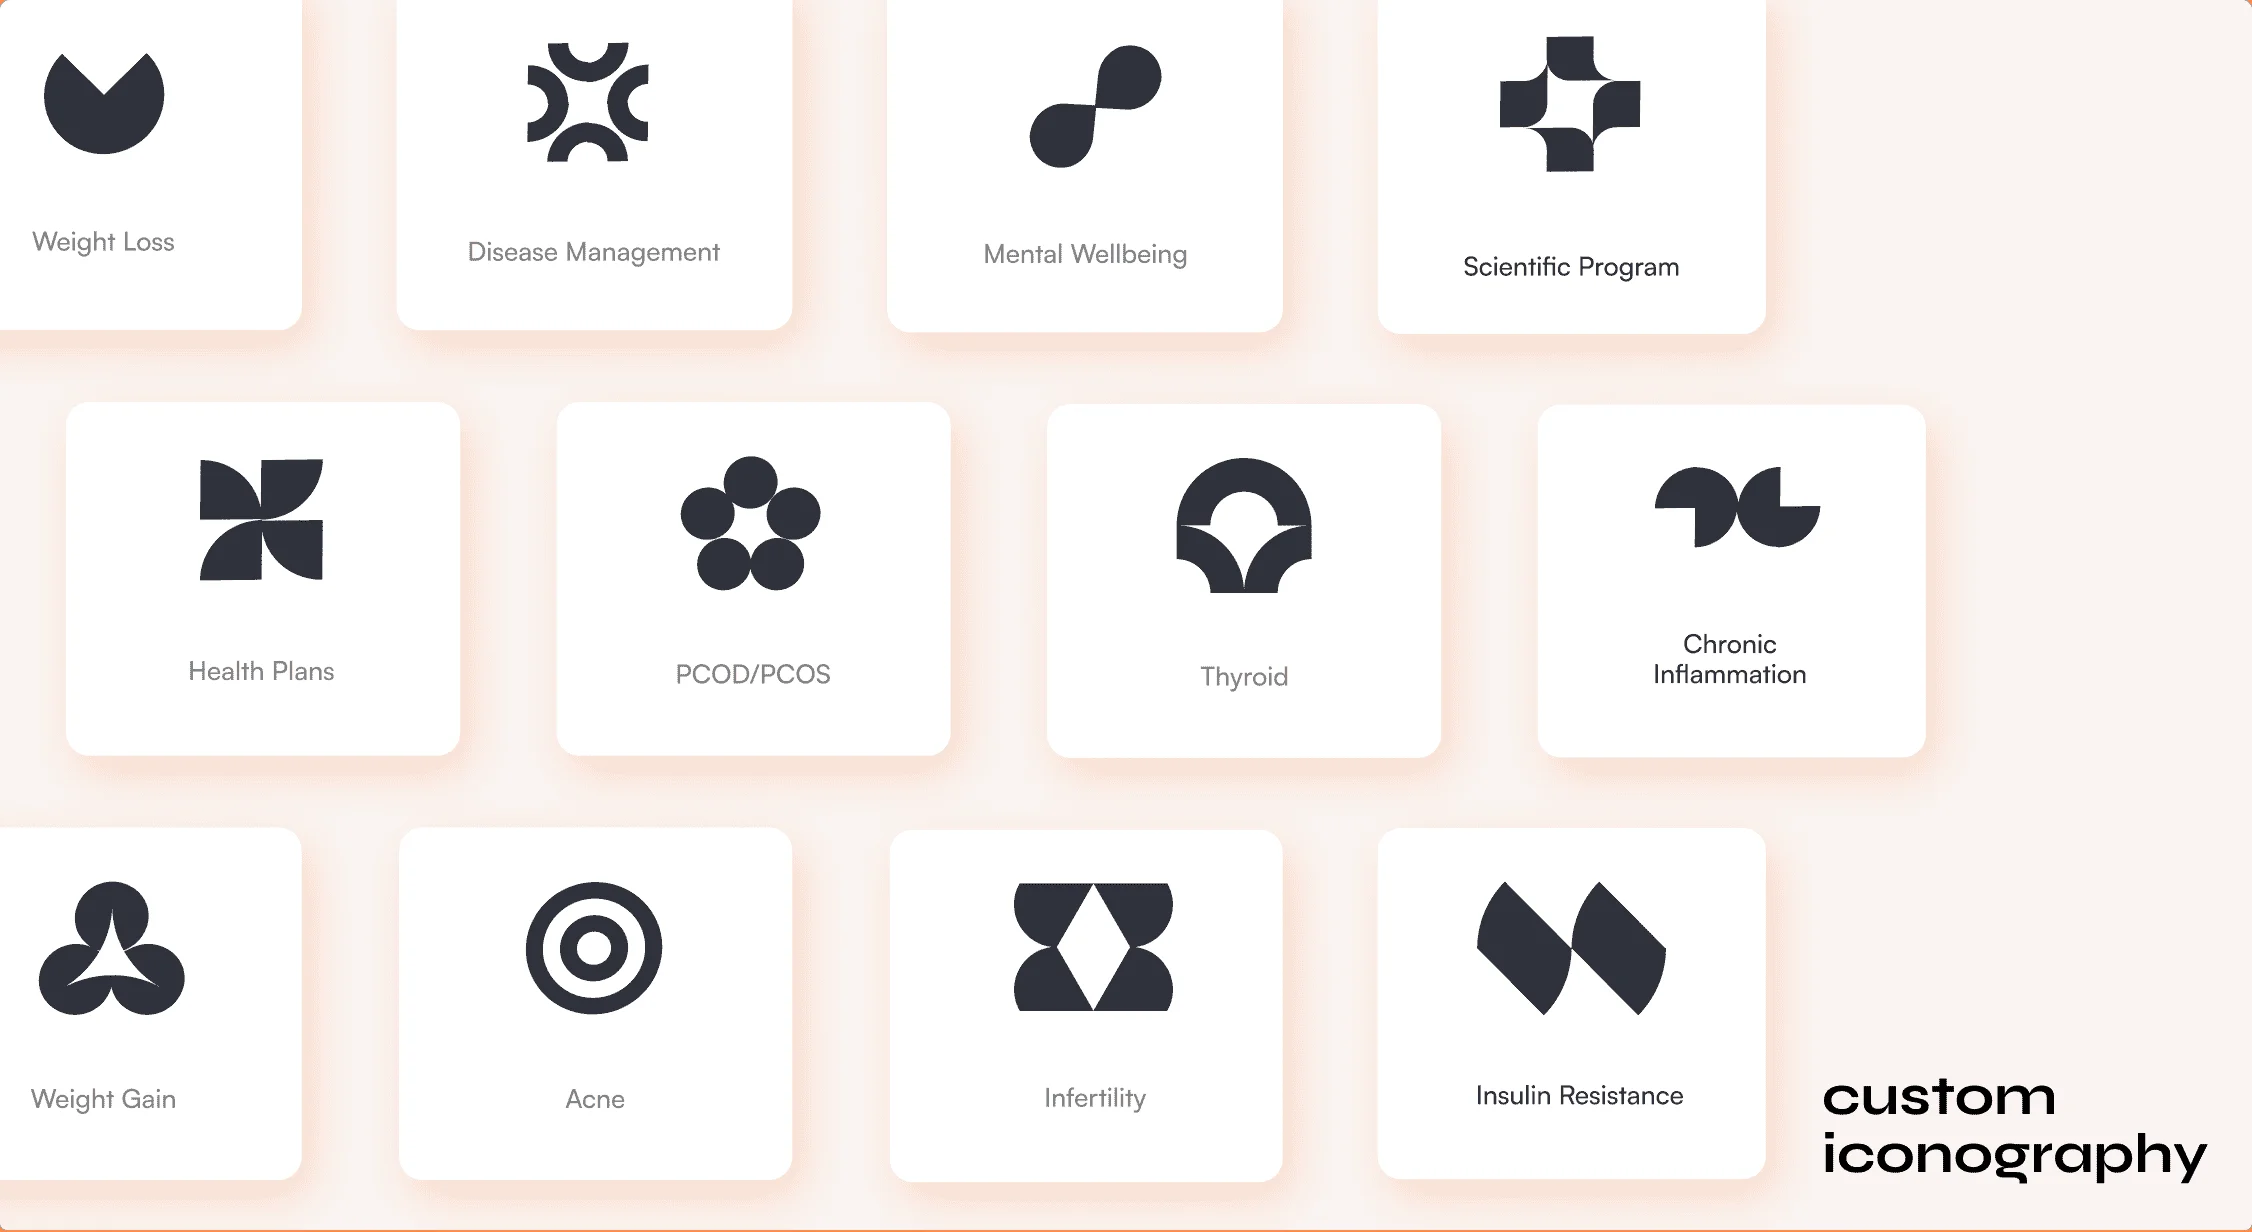 Weight Loss
Disease Management
Mental Wellbeing
Scientific Program
Health Plans
PCOD/PCOS
Thyroid
Chronic
Inflammation
Weight Gain
Acne
Infertility
Insulin Resistance
custom
iconography